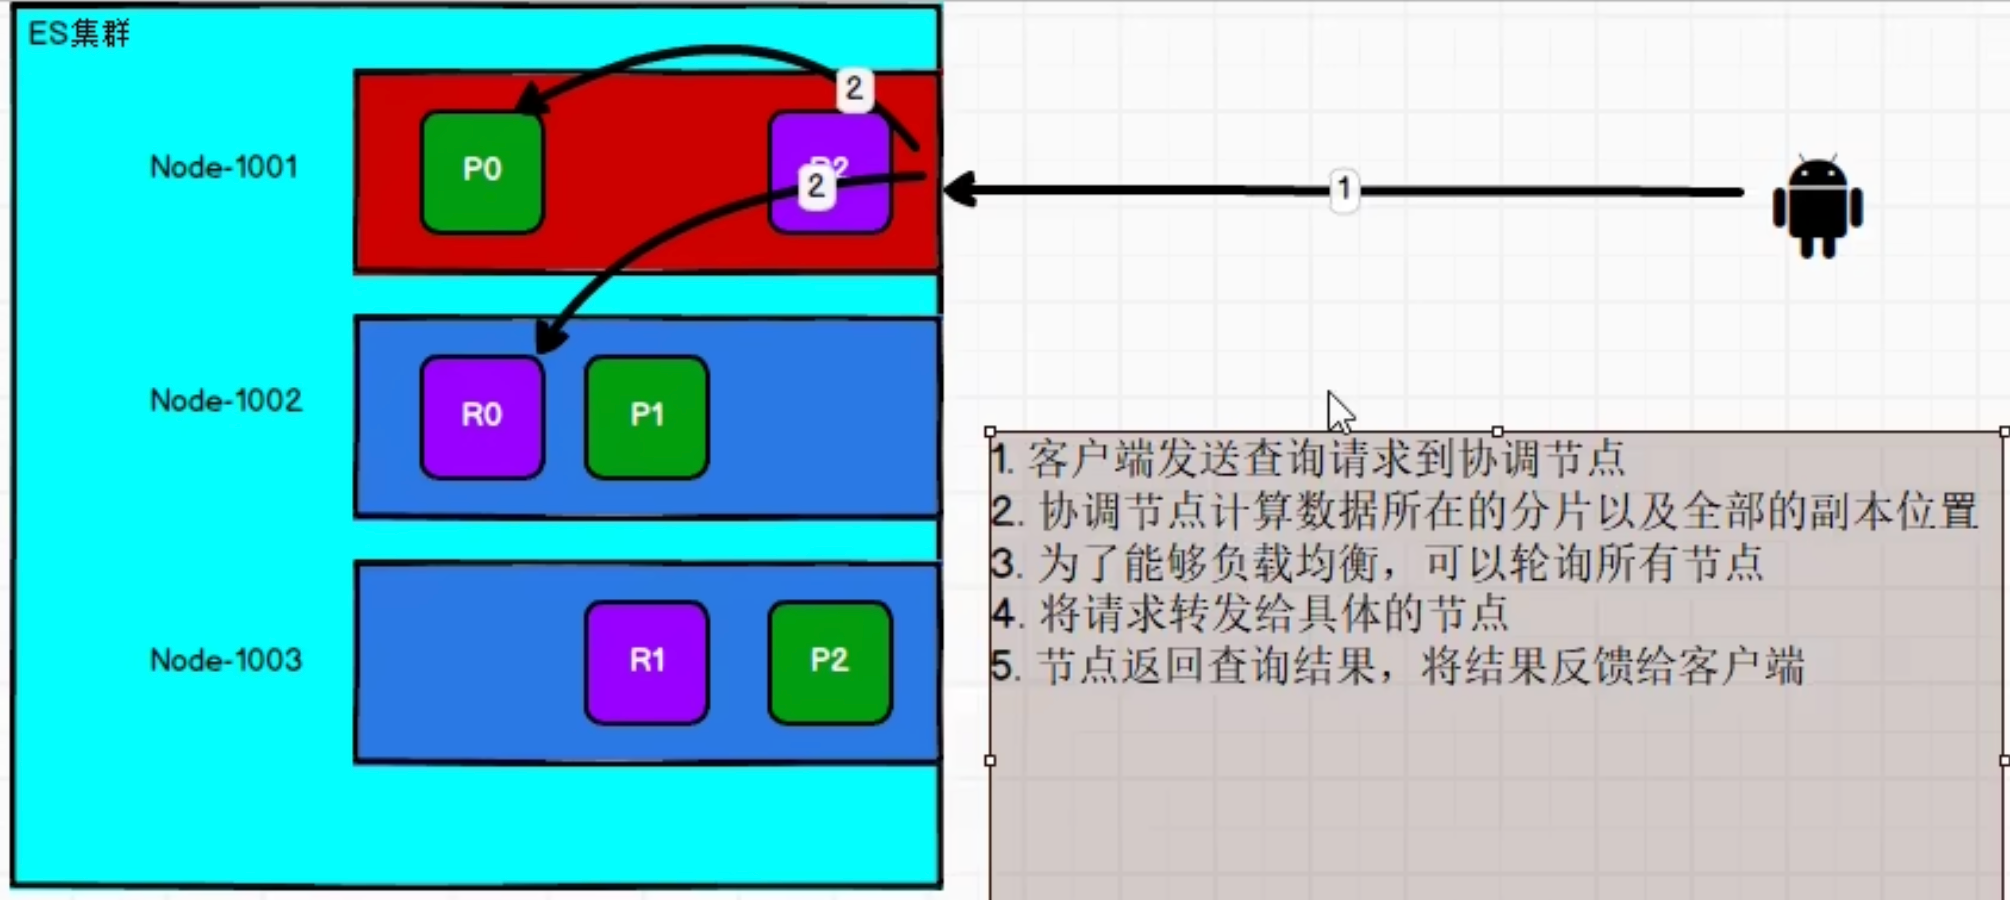 ES集群
2
Node-1001
P0
2
1
Node-1002
R0
P1
Node-1003
R1
P2
1. 客户端发送查询请求到协调节点
2. 协调节点计算数据所在的分片以及全部的副本位置
3. 为了能够负载均衡，可以轮询所有节点
4. 将请求转发给具体的节点
5. 节点返回查询结果，将结果反馈给客户端